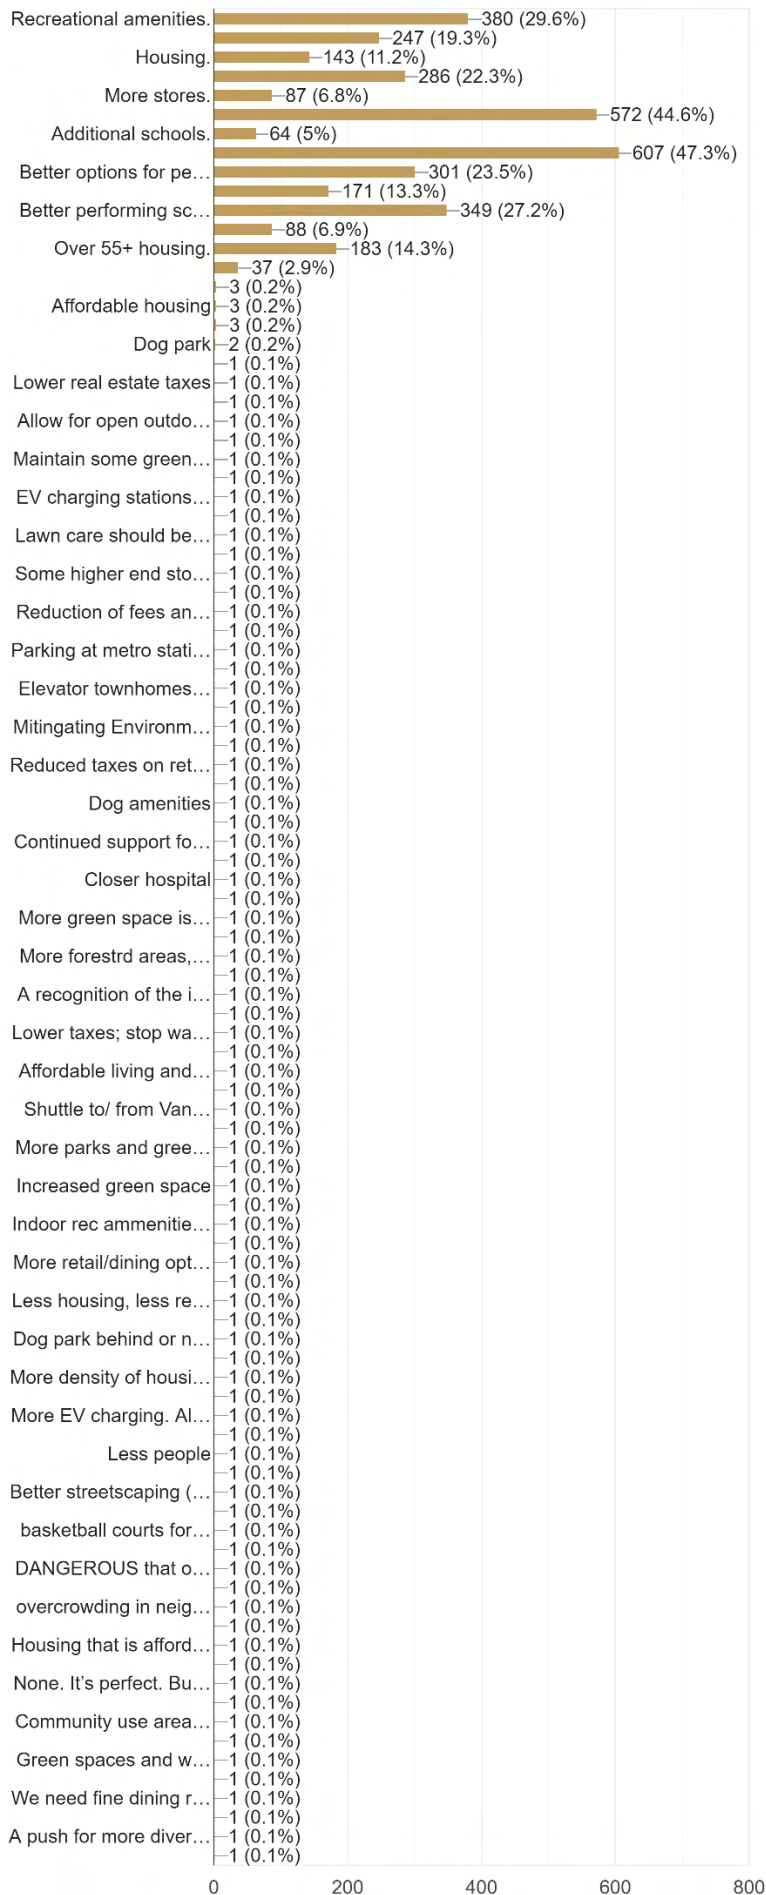 Recreational amenities. 380 (29.6%)
247 (19.3%)
Housing. 143 (11.2%)
286 (22.3%)
More stores. 87 (6.8%)
572 (44.6%)
Additional schools. 64 (5%)
607 (47.3%)
Better options for pe… 301 (23.5%)
171 (13.3%)
Better performing sc… 349 (27.2%)
88 (6.9%)
Over 55+ housing. 183 (14.3%)
37 (2.9%)
3 (0.2%)
Affordable housing 3 (0.2%)
3 (0.2%)
Dog park 2 (0.2%)
1 (0.1%)
Lower real estate taxes 1 (0.1%)
1 (0.1%)
Allow for open outdo… 1 (0.1%)
1 (0.1%)
Maintain some green… 1 (0.1%)
1 (0.1%)
EV charging stations… 1 (0.1%)
1 (0.1%)
Lawn care should be… 1 (0.1%)
1 (0.1%)
Some higher end sto… 1 (0.1%)
1 (0.1%)
Reduction of fees an… 1 (0.1%)
1 (0.1%)
Parking at metro stati… 1 (0.1%)
1 (0.1%)
Elevator townhomes… 1 (0.1%)
1 (0.1%)
Mitingating Environm… 1 (0.1%)
1 (0.1%)
Reduced taxes on ret… 1 (0.1%)
1 (0.1%)
Dog amenities 1 (0.1%)
1 (0.1%)
Continued support fo… 1 (0.1%)
1 (0.1%)
Closer hospital 1 (0.1%)
1 (0.1%)
More green space is… 1 (0.1%)
1 (0.1%)
More forestrd areas,… 1 (0.1%)
1 (0.1%)
A recognition of the i… 1 (0.1%)
1 (0.1%)
Lower taxes; stop wa… 1 (0.1%)
1 (0.1%)
Affordable living and… 1 (0.1%)
1 (0.1%)
Shuttle to/ from Van… 1 (0.1%)
1 (0.1%)
More parks and gree… 1 (0.1%)
1 (0.1%)
Increased green space 1 (0.1%)
1 (0.1%)
Indoor rec ammenitie… 1 (0.1%)
1 (0.1%)
More retail/dining opt… 1 (0.1%)
1 (0.1%)
Less housing, less re… 1 (0.1%)
1 (0.1%)
Dog park behind or n… 1 (0.1%)
1 (0.1%)
More density of housi… 1 (0.1%)
1 (0.1%)
More EV charging. Al… 1 (0.1%)
1 (0.1%)
Less people 1 (0.1%)
1 (0.1%)
Better streetscaping (… 1 (0.1%)
1 (0.1%)
basketball courts for… 1 (0.1%)
1 (0.1%)
DANGEROUS that o… 1 (0.1%)
1 (0.1%)
overcrowding in neig… 1 (0.1%)
1 (0.1%)
Housing that is afford… 1 (0.1%)
1 (0.1%)
None. It's perfect. Bu… 1 (0.1%)
1 (0.1%)
Community use area… 1 (0.1%)
1 (0.1%)
Green spaces and w… 1 (0.1%)
1 (0.1%)
We need fine dining r… 1 (0.1%)
1 (0.1%)
A push for more diver… 1 (0.1%)
1 (0.1%)
0 200 400 600 800